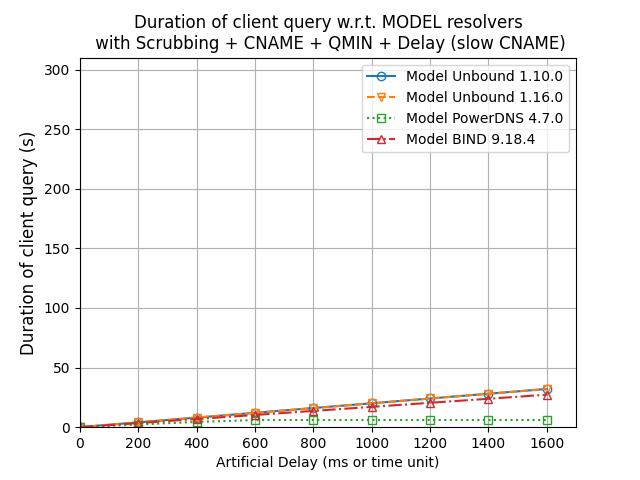 Duration of client query w.r.t. MODEL resolvers
with Scrubbing + CNAME + QMIN + Delay (slow CNAME)
Duration of client query (s)
300
250
200
150
100
50
0
Model Unbound 1.10.0
Model Unbound 1.16.0
Model PowerDNS 4.7.0
Model BIND 9.18.4
0 200 400 600 800 1000 1200 1400 1600
Artificial Delay (ms or time unit)